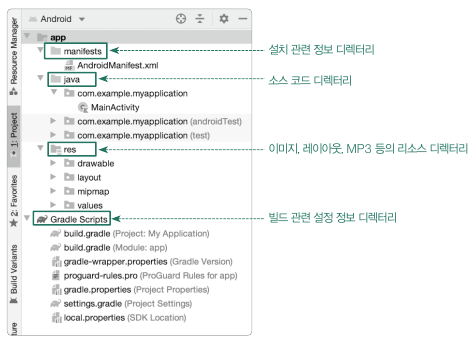 Android
app
manifests
설치 관련 정보 디렉터리
AndroidManifest.xml
java
소스 코드 디렉터리
com.example.myapplication
MainActivity
com.example.myapplication (androidTest)
com.example.myapplication (test)
res
이미지, 레이아웃, MP3 등의 리소스 디렉터리
drawable
layout
mipmap
values
Gradle Scripts
빌드 관련 설정 정보 디렉터리
build.gradle (Project: My Application)
build.gradle (Module: app)
gradle-wrapper.properties (Gradle Version)
proguard-rules.pro (ProGuard Rules for app)
gradle.properties (Project Properties)
settings.gradle (Project Settings)
local.properties (SDK Location)
Resource Manager
1: Project
2: Favorites
Build Variants
ture